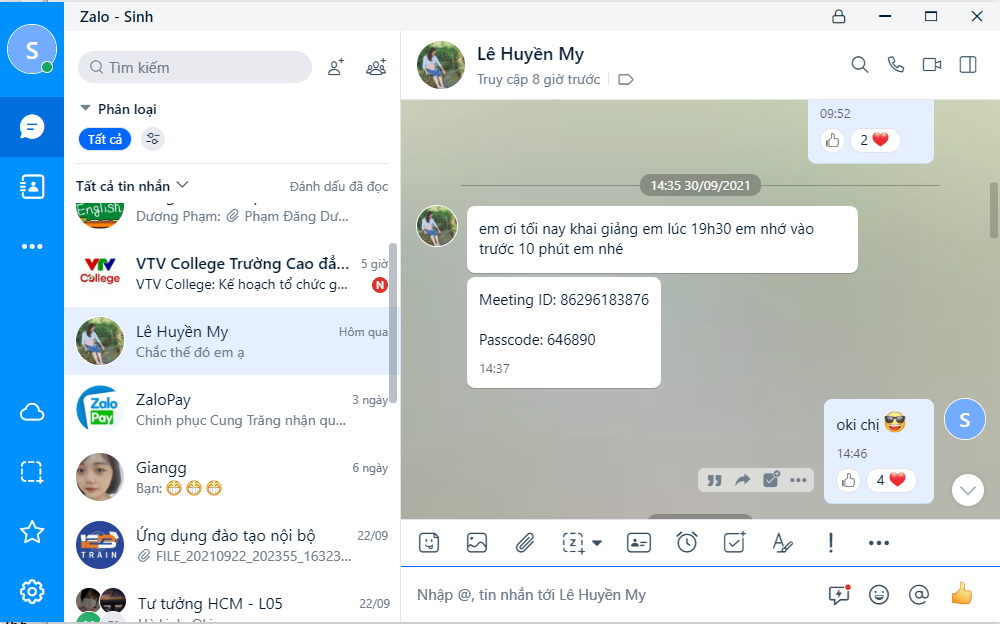 Zalo - Sinh
S
Tìm kiếm
Phân loại
Tất cả
Tất cả tin nhắn
Đánh dấu đã đọc
English
Dương Phạm: Phạm Đăng Dư...
VTV College
VTV College Trường Cao đẳ...
5 giờ
VTV College: Kế hoạch tổ chức g...
N
Lê Huyền My
Hôm qua
Chắc thế đó em ạ
Zalo Pay
ZaloPay
3 ngày
Chinh phục Cung Trăng nhận qu...
Giangg
6 ngày
Bạn: 😁 😁 😁
123 TRAIN
Ứng dụng đào tạo nội bộ
22/09
FILE_20210922_202355_16323...
Tư tưởng HCM - L05
22/09
Lê Huyền My
Truy cập 8 giờ trước
09:52
2 ❤️
14:35 30/09/2021
em ơi tối nay khai giảng em lúc 19h30 em nhớ vào
trước 10 phút em nhé
Meeting ID: 86296183876
Passcode: 646890
14:37
oki chị 😎
S
14:46
4 ❤️
Nhập @, tin nhắn tới Lê Huyền My